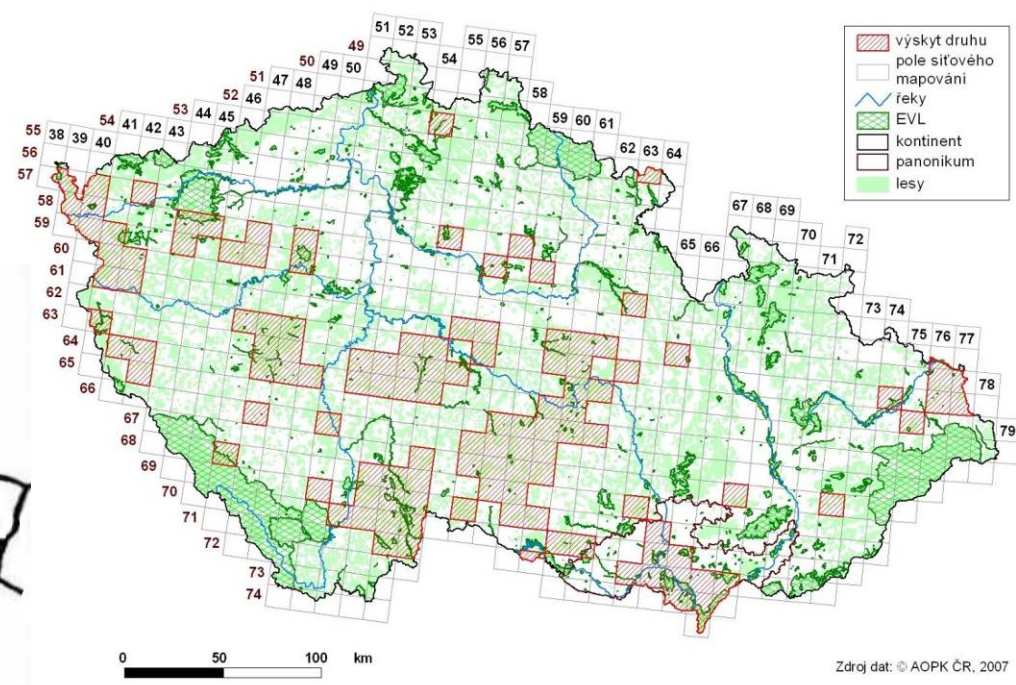 51 52 53
55 56 57
49
54
50
49 50
51
47 48
58
52
46
59 60 61
53
44 45
54
41 42 43
62 63 64
55
38 39 40
56
57
67 68 69
58
70
72
59
65 66
71
60
61
62
73 74
63
75 76 77
64
65
78
66
67
79
68
69
70
71
72
73
74
výskyt druhu
pole síťového
mapování
řeky
EVL
kontinent
panonikum
lesy
0 50 100 km
Zdroj dat: © AOPK ČR, 2007